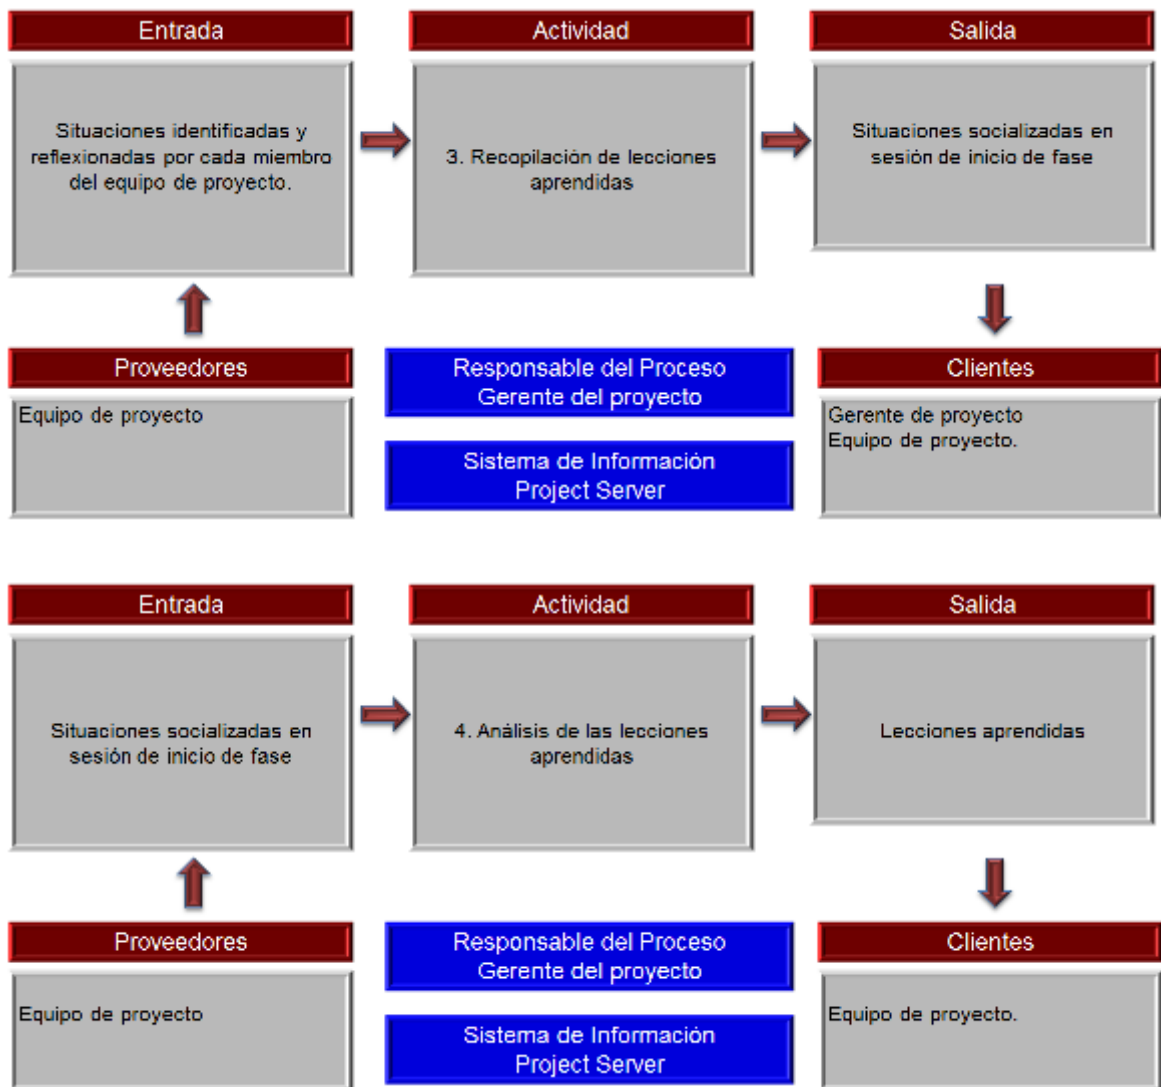 Entrada
Actividad
Salida
Situaciones identificadas y
reflexionadas por cada miembro
del equipo de proyecto.
3. Recopilación de lecciones
aprendidas
Situaciones socializadas en
sesión de inicio de fase
Proveedores
Equipo de proyecto
Responsable del Proceso
Gerente del proyecto
Sistema de Información
Project Server
Clientes
Gerente de proyecto
Equipo de proyecto.
Entrada
Actividad
Salida
Situaciones socializadas en
sesión de inicio de fase
4. Análisis de las lecciones
aprendidas
Lecciones aprendidas
Proveedores
Equipo de proyecto
Responsable del Proceso
Gerente del proyecto
Sistema de Información
Project Server
Clientes
Equipo de proyecto.